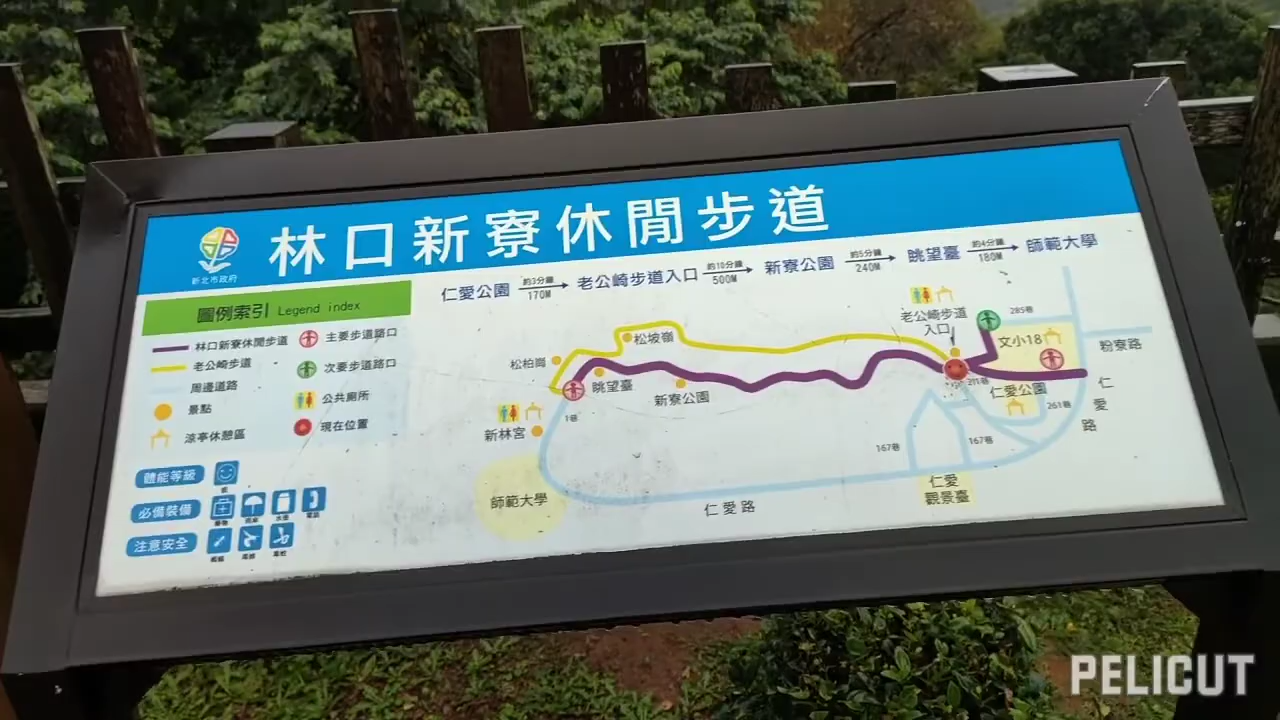 林口新寮休閒步道
新北市政府
仁愛公園 約3分鐘 170M 老公崎步道入口 約10分鐘 500M 新寮公園 約5分鐘 240M 眺望臺 約4分鐘 180M 師範大學
圖例索引 Legend index
林口新寮休閒步道
主要步道路口
老公崎步道
次要步道路口
周邊道路
公共廁所
景點
現在位置
涼亭休憩區
體能等級
必備裝備
注意安全
老公崎步道
入口
285巷
文小18
粉寮路
松坡嶺
松柏崗
眺望臺
新寮公園
仁愛公園
261巷
仁愛路
1巷
新林宮
167巷
167巷
師範大學
仁愛路
仁愛
觀景臺
PELICUT